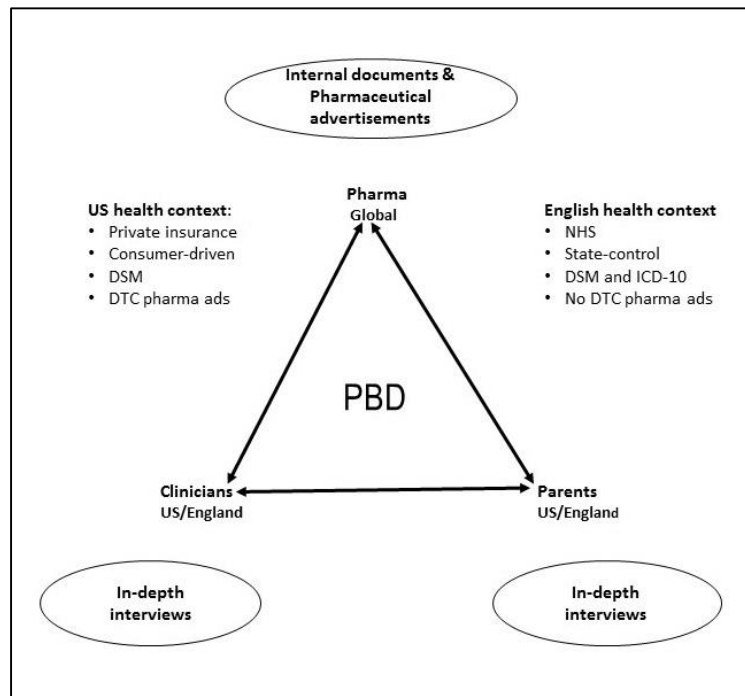 Internal documents &
Pharmaceutical
advertisements
Pharma
Global
US health context:
• Private insurance
• Consumer-driven
• DSM
• DTC pharma ads
English health context
• NHS
• State-control
• DSM and ICD-10
• No DTC pharma ads
PBD
Clinicians
US/England
Parents
US/England
In-depth
interviews
In-depth
interviews